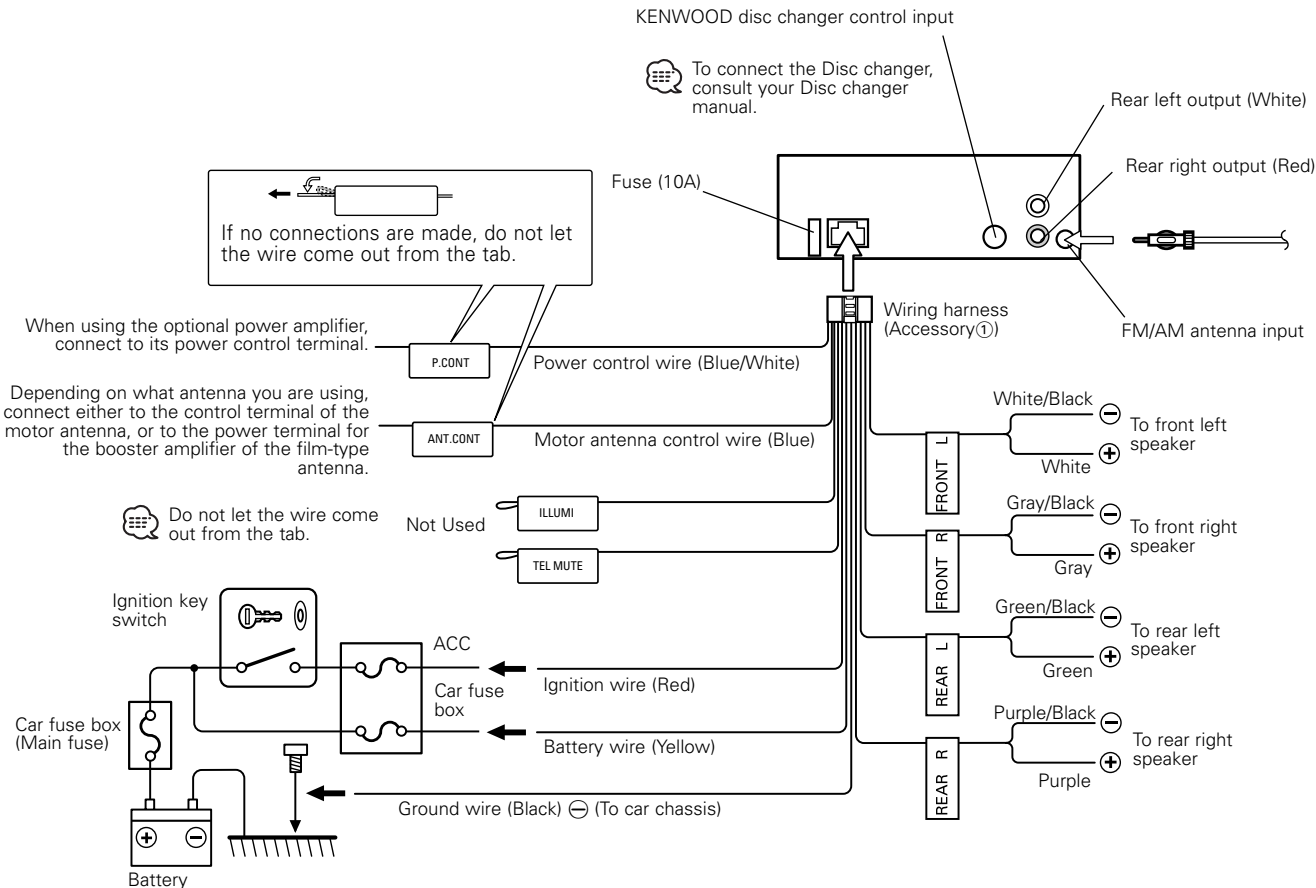 KENWOOD disc changer control input
To connect the Disc changer,
consult your Disc changer
manual.
Rear left output (White)
Rear right output (Red)
Fuse (10A)
If no connections are made, do not let
the wire come out from the tab.
Wiring harness
(Accessory①)
FM/AM antenna input
When using the optional power amplifier,
connect to its power control terminal.
P.CONT
Power control wire (Blue/White)
Depending on what antenna you are using,
connect either to the control terminal of the
motor antenna, or to the power terminal for
the booster amplifier of the film-type
antenna.
ANT.CONT
Motor antenna control wire (Blue)
Do not let the wire come
out from the tab.
Not Used
ILLUMI
TEL MUTE
FRONT L
White/Black
⊖
To front left
speaker
⊕
White
FRONT R
Gray/Black
⊖
To front right
speaker
⊕
Gray
REAR L
Green/Black
⊖
To rear left
speaker
⊕
Green
REAR R
Purple/Black
⊖
To rear right
speaker
⊕
Purple
Ignition key
switch
ACC
Car fuse
box
Ignition wire (Red)
Battery wire (Yellow)
Car fuse box
(Main fuse)
Ground wire (Black) ⊖ (To car chassis)
⊕ ⊖
Battery